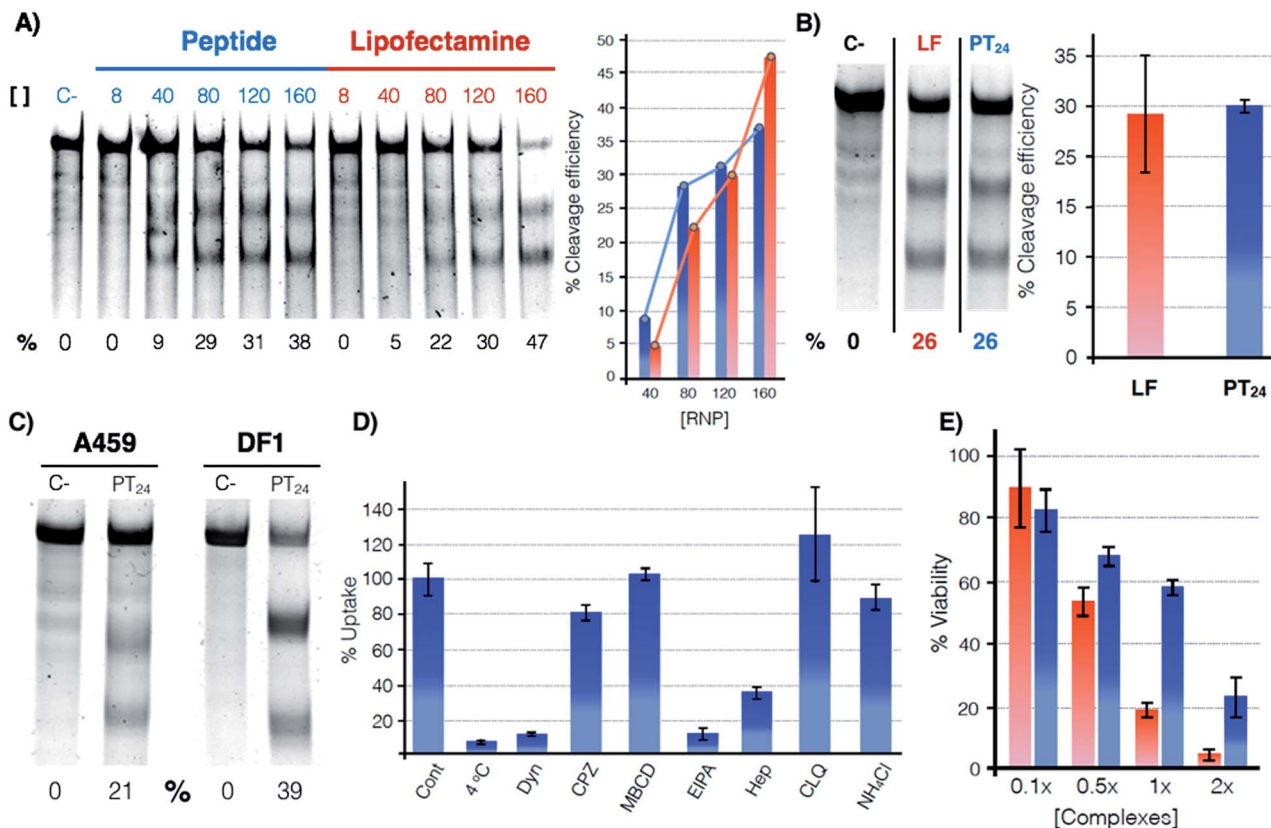 A)
Peptide Lipofectamine
[ ] C- 8 40 80 120 160 8 40 80 120 160
% 0 0 9 29 31 38 0 5 22 30 47
50
45
40
35
30
25
20
15
10
5
0
% Cleavage efficiency
40 80 120 160
[RNP]
B)
C- LF PT24
% 0 26 26
35
30
25
20
15
10
5
0
% Cleavage efficiency
LF PT24
C)
A459 DF1
C- PT24 C- PT24
0 21 % 0 39
D)
140
120
100
80
60
40
20
% Uptake
Cont 4 ºC Dyn CPZ MBCD EIPA Hep CLQ NH4Cl
E)
100
80
60
40
20
0
% Viability
0.1x 0.5x 1x 2x
[Complexes]